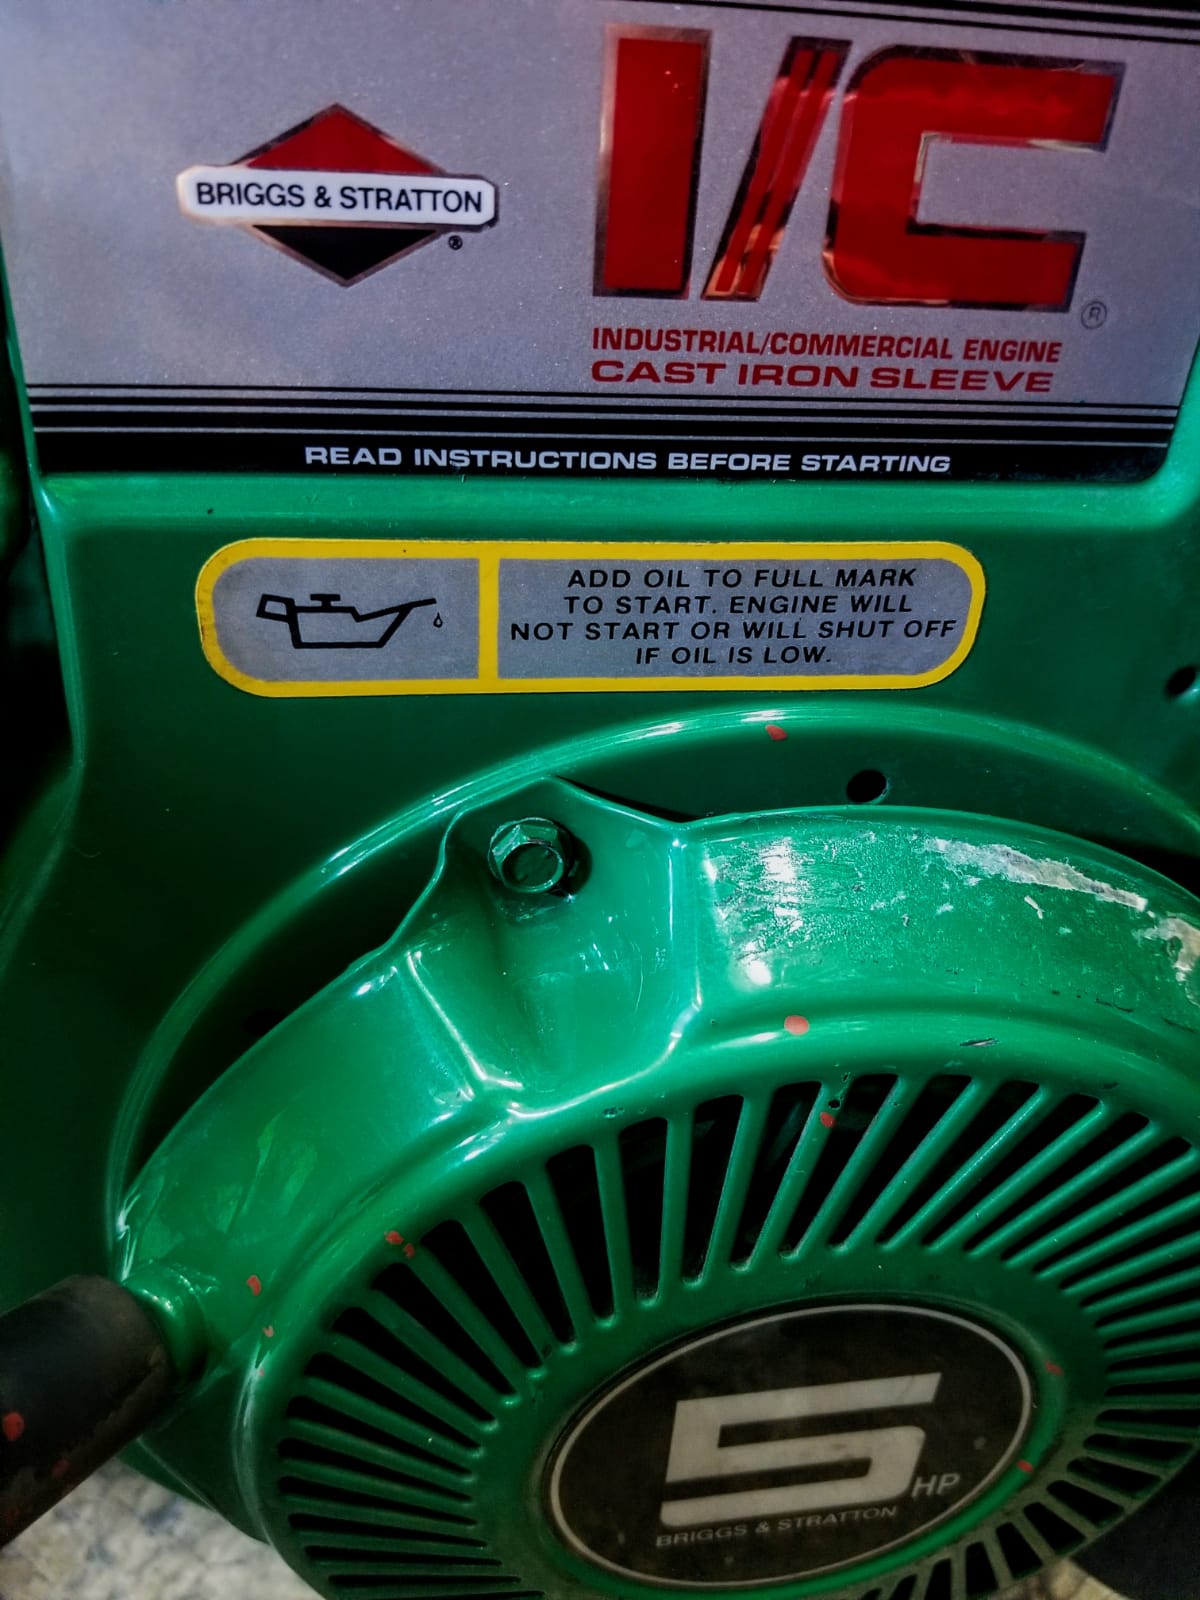 BRIGGS & STRATTON
®
I/C
®
INDUSTRIAL/COMMERCIAL ENGINE
CAST IRON SLEEVE
READ INSTRUCTIONS BEFORE STARTING
ADD OIL TO FULL MARK
TO START. ENGINE WILL
NOT START OR WILL SHUT OFF
IF OIL IS LOW.
5 HP
BRIGGS & STRATTON